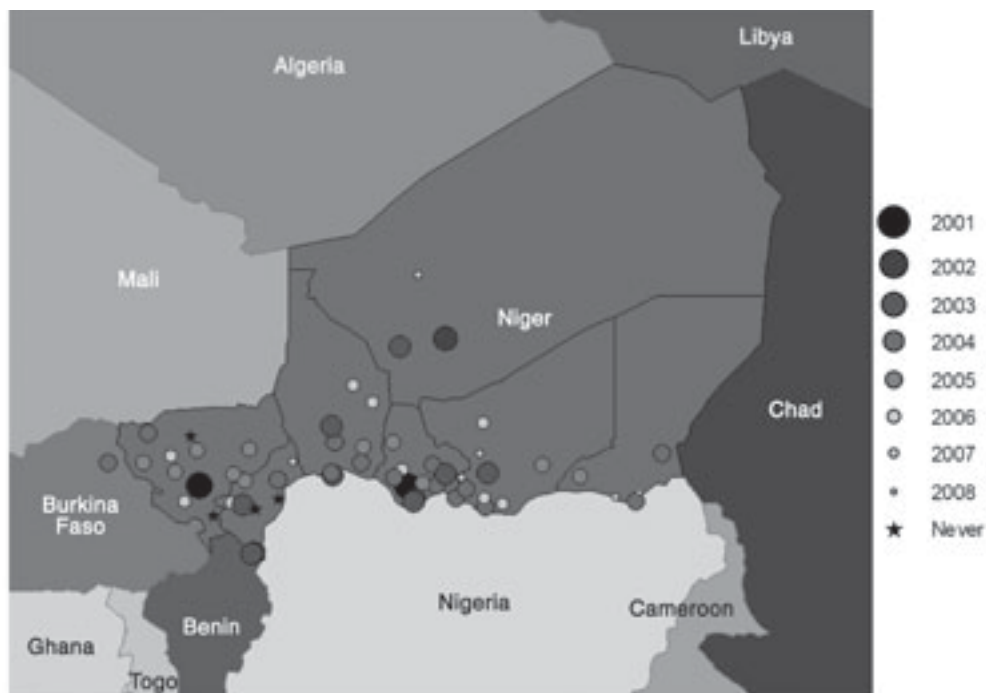 Libya
Algeria
2001
2002
Mali
2003
Niger
2004
2005
Chad
2006
2007
2008
Burkina
Faso
Never
Nigeria
Cameroon
Benin
Ghana
Togo